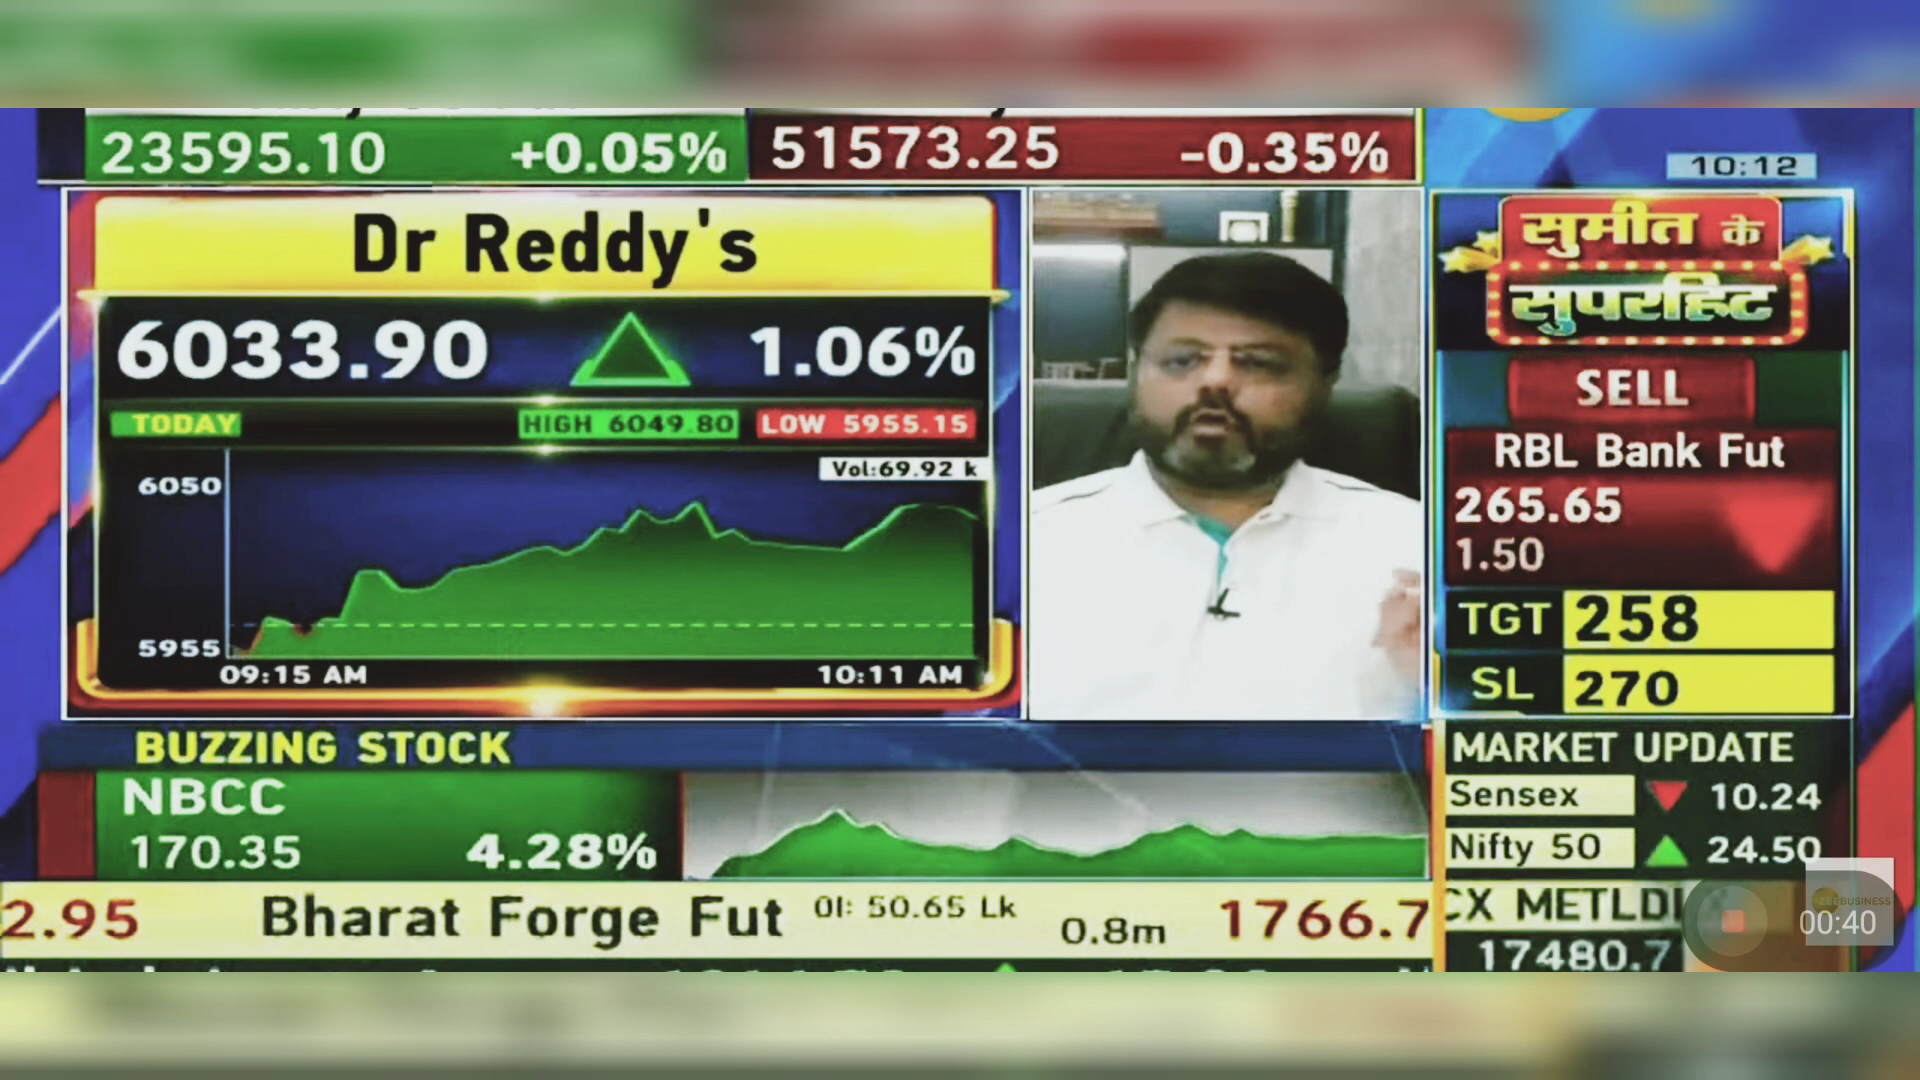 23595.10 +0.05% 51573.25 -0.35%
10:12
Dr Reddy's
6033.90 1.06%
TODAY HIGH 6049.80 LOW 5955.15
Vol:69.92 k
6050
5955
09:15 AM 10:11 AM
सुमीत के
सुपरहिट
SELL
RBL Bank Fut
265.65
1.50
TGT 258
SL 270
BUZZING STOCK
NBCC
170.35 4.28%
MARKET UPDATE
Sensex 10.24
Nifty 50 24.50
2.95 Bharat Forge Fut OI: 50.65 Lk 0.8m 1766.7
CX METLDE
17480.7
ZEEBUSINESS
00:40